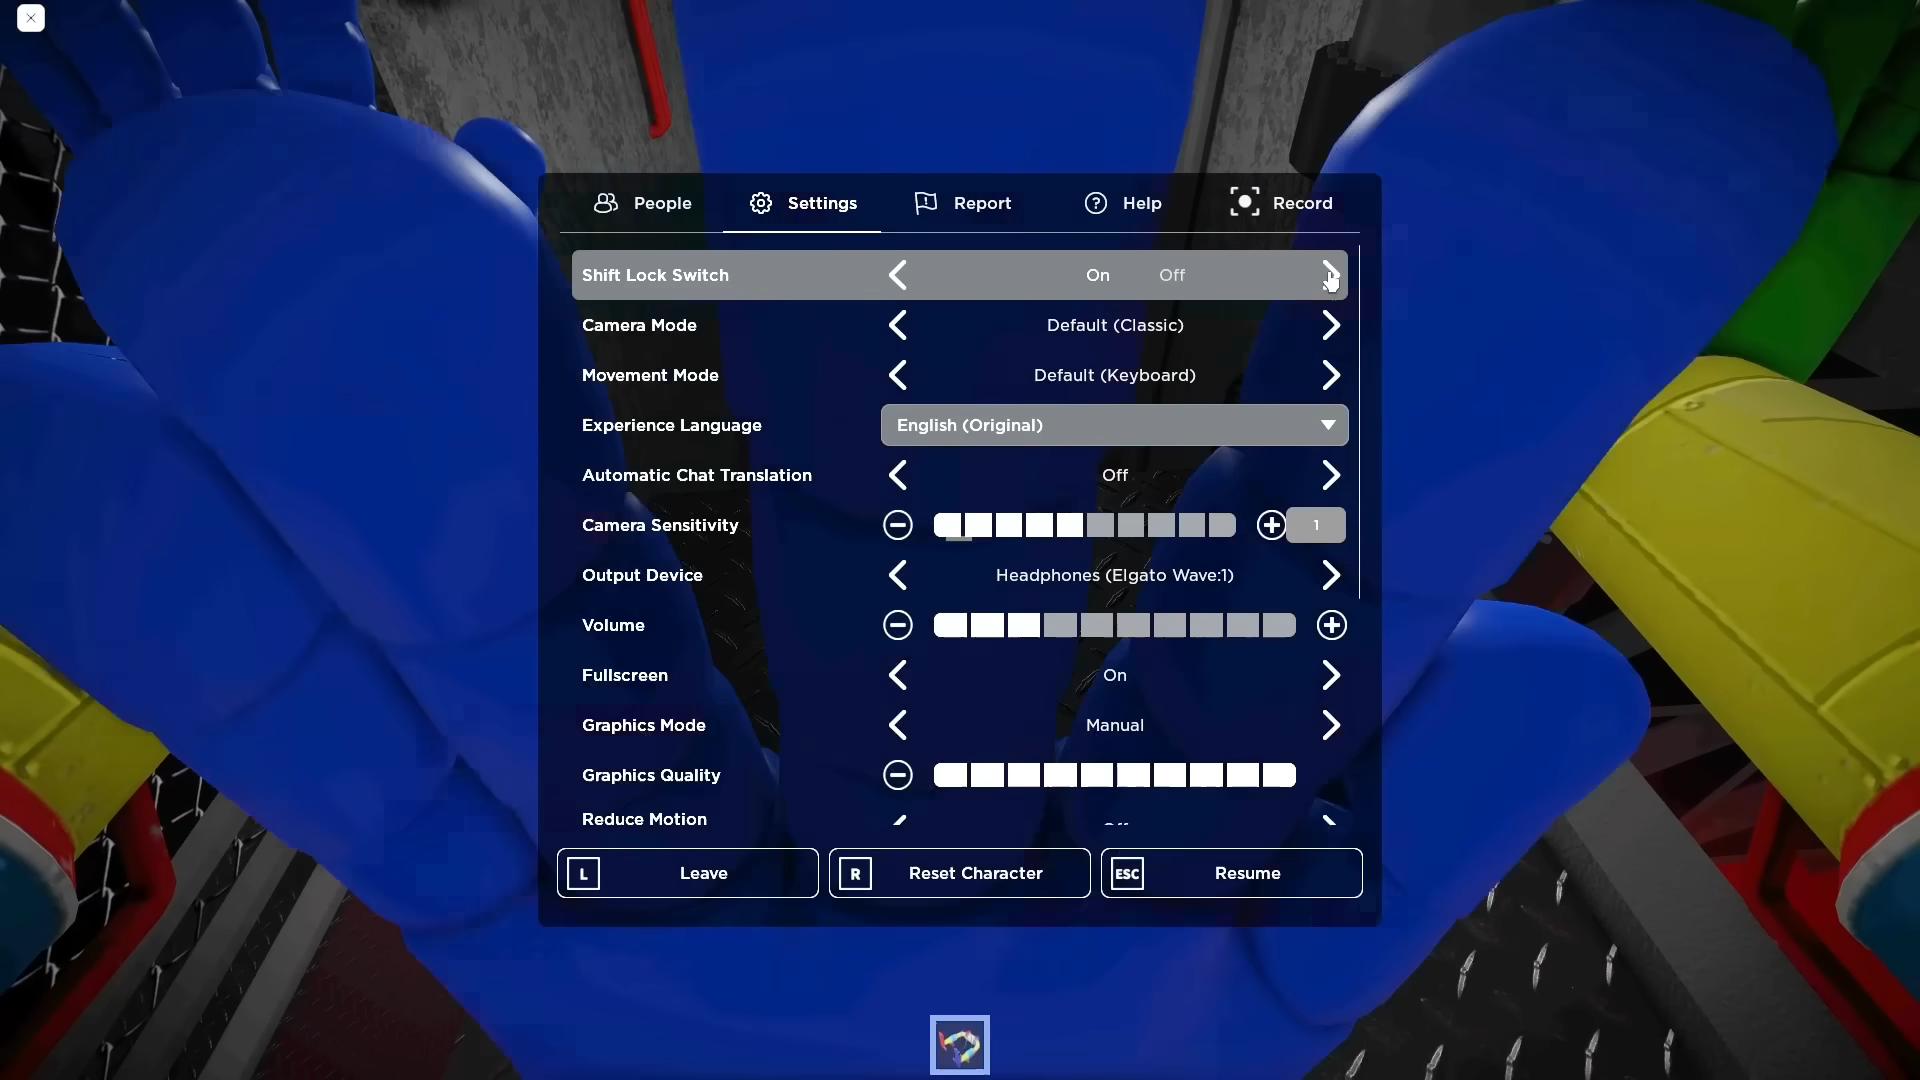 People Settings Report Help Record
Shift Lock Switch On Off
Camera Mode Default (Classic)
Movement Mode Default (Keyboard)
Experience Language English (Original)
Automatic Chat Translation Off
Camera Sensitivity 1
Output Device Headphones (Elgato Wave:1)
Volume
Fullscreen On
Graphics Mode Manual
Graphics Quality
Reduce Motion Off
L Leave R Reset Character ESC Resume